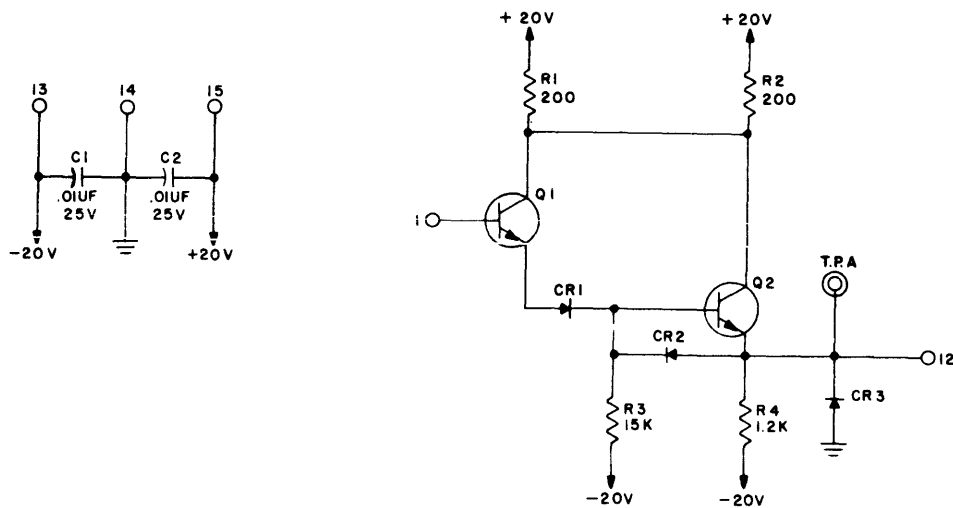 +20V
+20V
R1
200
R2
200
13
14
15
C1
C2
.01UF
25V
.01UF
25V
-20V
+20V
1
Q1
CR1
Q2
T.P.A
CR2
12
R3
15K
R4
1.2K
CR3
-20V
-20V